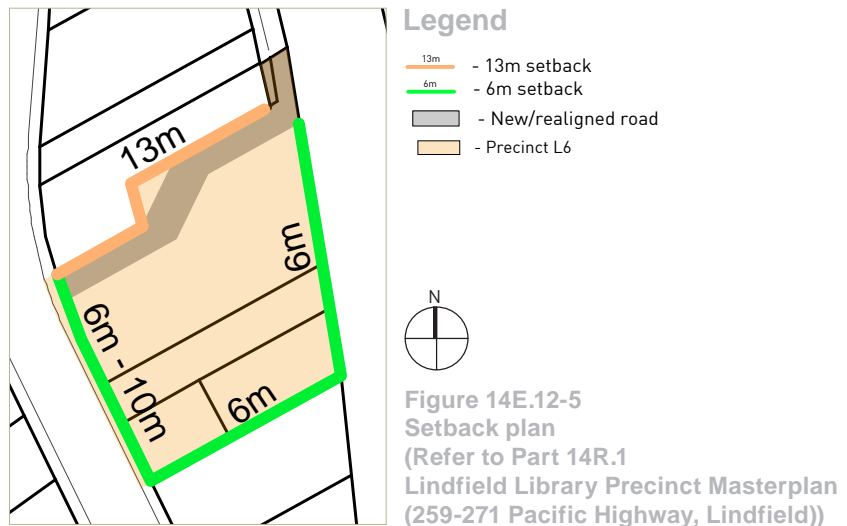 13m
6m
6m - 10m
6m
Legend
13m
- 13m setback
6m
- 6m setback
- New/realigned road
- Precinct L6
N
Figure 14E.12-5
Setback plan
(Refer to Part 14R.1
Lindfield Library Precinct Masterplan
(259-271 Pacific Highway, Lindfield))